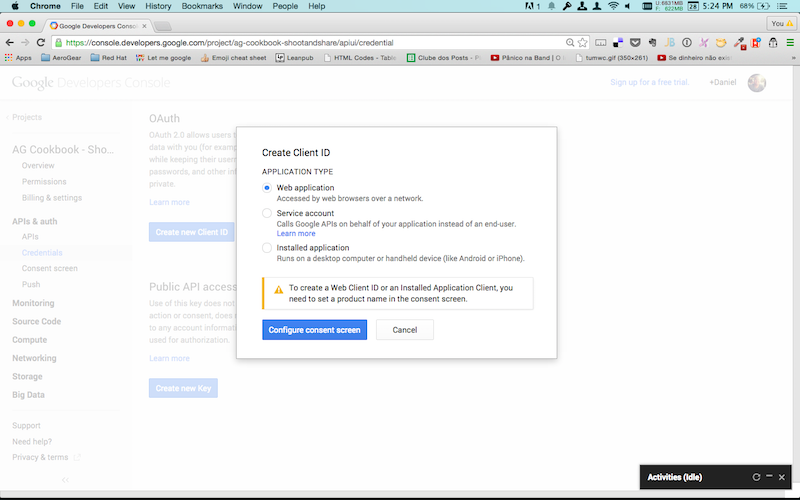 Chrome File Edit View History Bookmarks Window People Help
1 U: 6831MB F: 622MB 28 5:24 PM 68%
Google Developers Console
You
https://console.developers.google.com/project/ag-cookbook-shootandshare/apiui/credential
Apps AeroGear Red Hat Let me google Emoji cheat sheet Leanpub HTML Codes - Table Clube dos Posts - P Pânico na Band | O tumwc.gif (350×261) Se dinheiro não exi
Google Developers Console
Sign up for a free trial. +Daniel
Projects
AG Cookbook - Sho...
Overview
Permissions
Billing & settings
APIs & auth
APIs
Credentials
Consent screen
Push
Monitoring
Source Code
Compute
Networking
Storage
Big Data
Support
Need help?
Privacy & terms
OAuth
OAuth 2.0 allows users
data with you (for examp
while keeping their user
passwords, and other inf
private.
Learn more
Create new Client ID
Public API access
Use of this key does not
action or consent, does
to any account informati
used for authorization.
Learn more
Create new Key
Create Client ID
APPLICATION TYPE
Web application
Accessed by web browsers over a network.
Service account
Calls Google APIs on behalf of your application instead of an end-user.
Learn more
Installed application
Runs on a desktop computer or handheld device (like Android or iPhone).
To create a Web Client ID or an Installed Application Client, you
need to set a product name in the consent screen.
Configure consent screen Cancel
Activities (Idle)